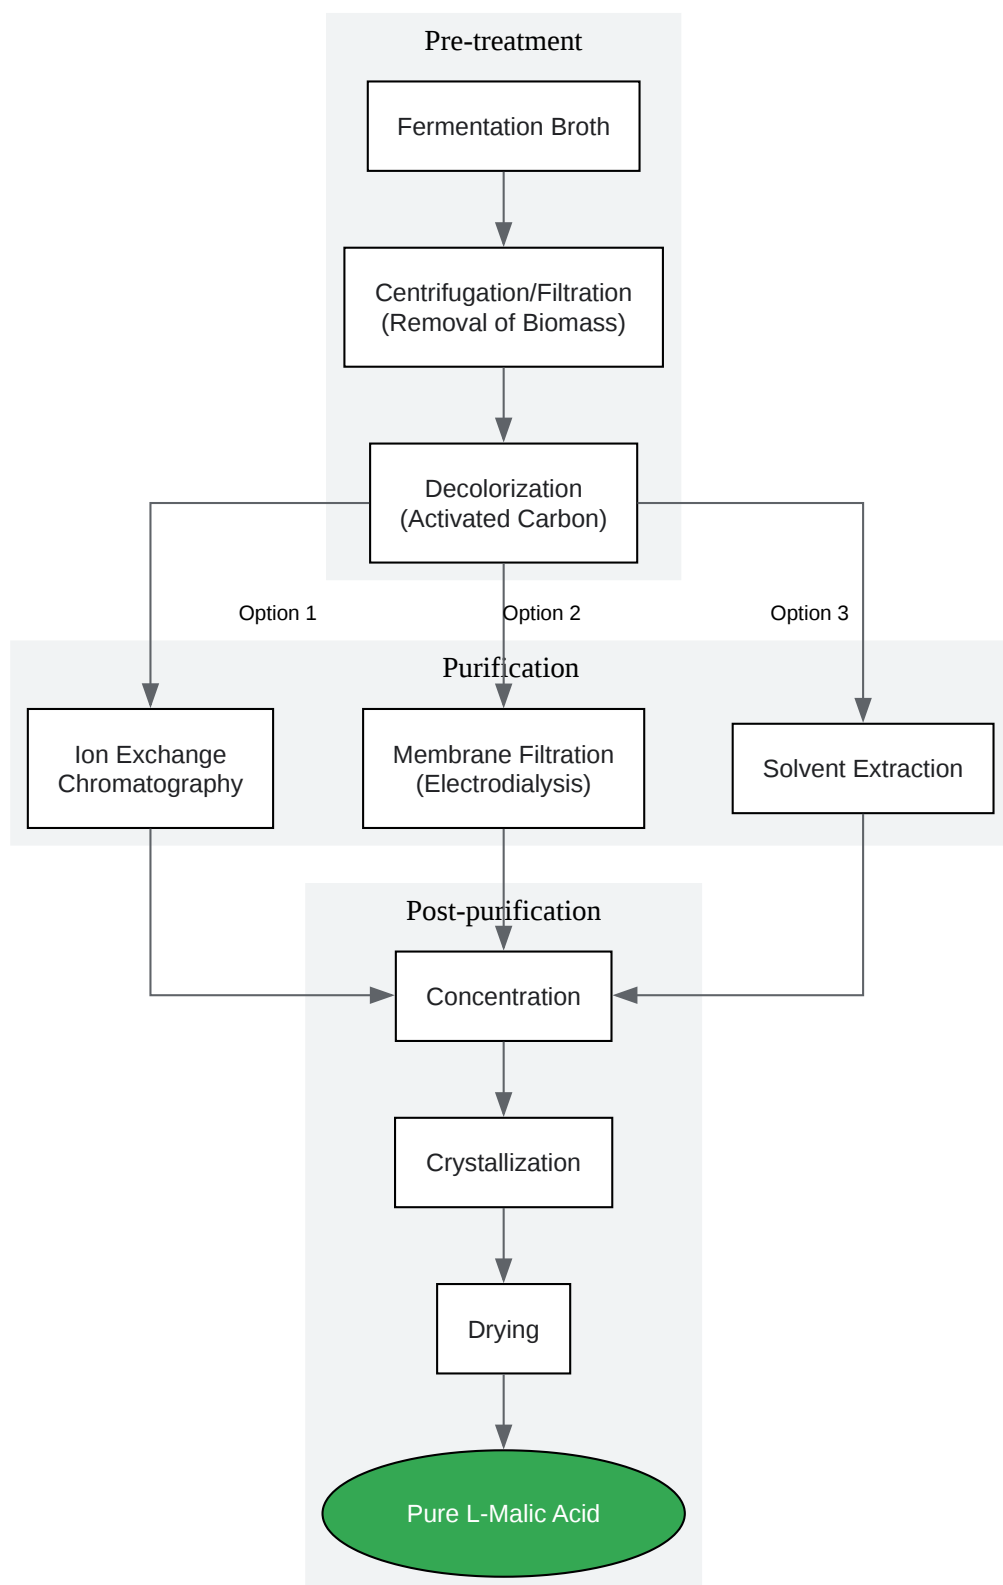 Pre-treatment
Fermentation Broth
Centrifugation/Filtration
(Removal of Biomass)
Decolorization
(Activated Carbon)
Option 1
Option 2
Option 3
Purification
Ion Exchange
Chromatography
Membrane Filtration
(Electrodialysis)
Solvent Extraction
Post-purification
Concentration
Crystallization
Drying
Pure L-Malic Acid